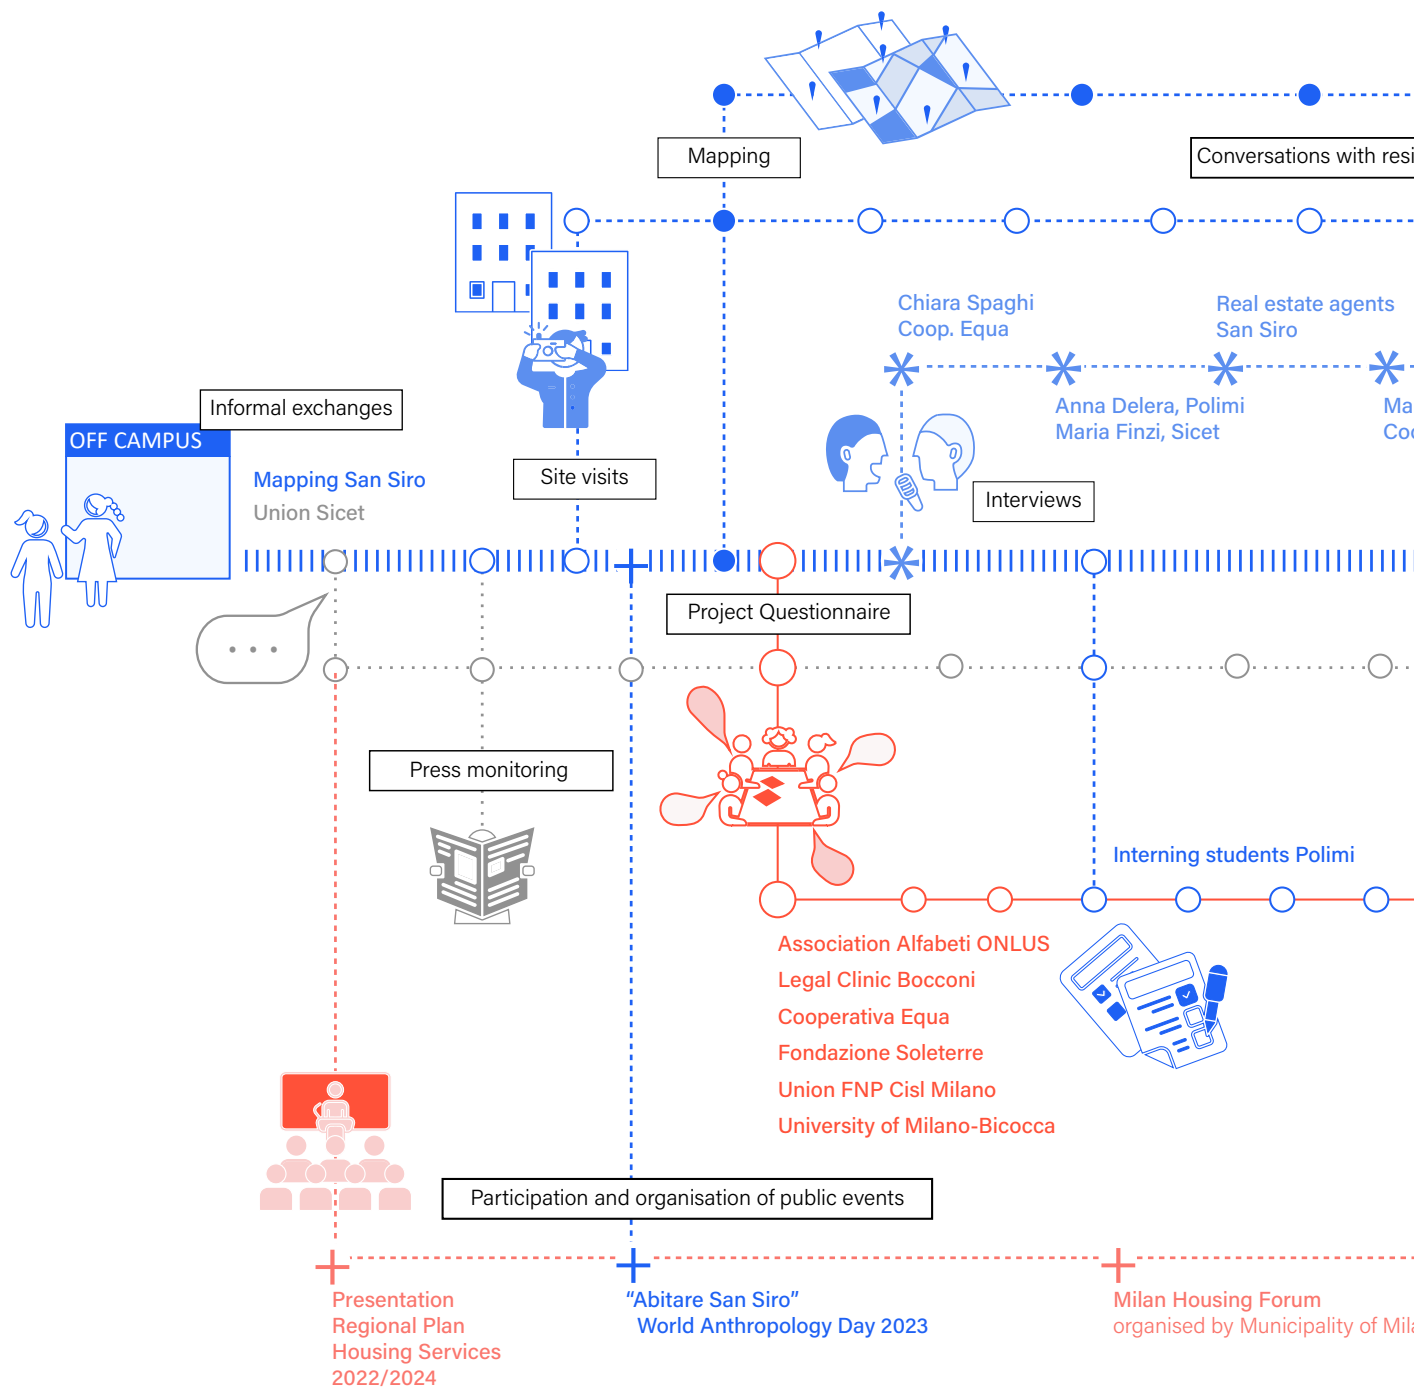 Mapping
Conversations with resi
Chiara Spaghi
Coop. Equa
Real estate agents
San Siro
Anna Delera, Polimi
Maria Finzi, Sicet
Ma
Coo
Informal exchanges
OFF CAMPUS
Mapping San Siro
Union Sicet
Site visits
Interviews
Project Questionnaire
Press monitoring
Interning students Polimi
Association Alfabeti ONLUS
Legal Clinic Bocconi
Cooperativa Equa
Fondazione Soleterre
Union FNP Cisl Milano
University of Milano-Bicocca
Participation and organisation of public events
Presentation
Regional Plan
Housing Services
2022/2024
“Abitare San Siro”
World Anthropology Day 2023
Milan Housing Forum
organised by Municipality of Mila